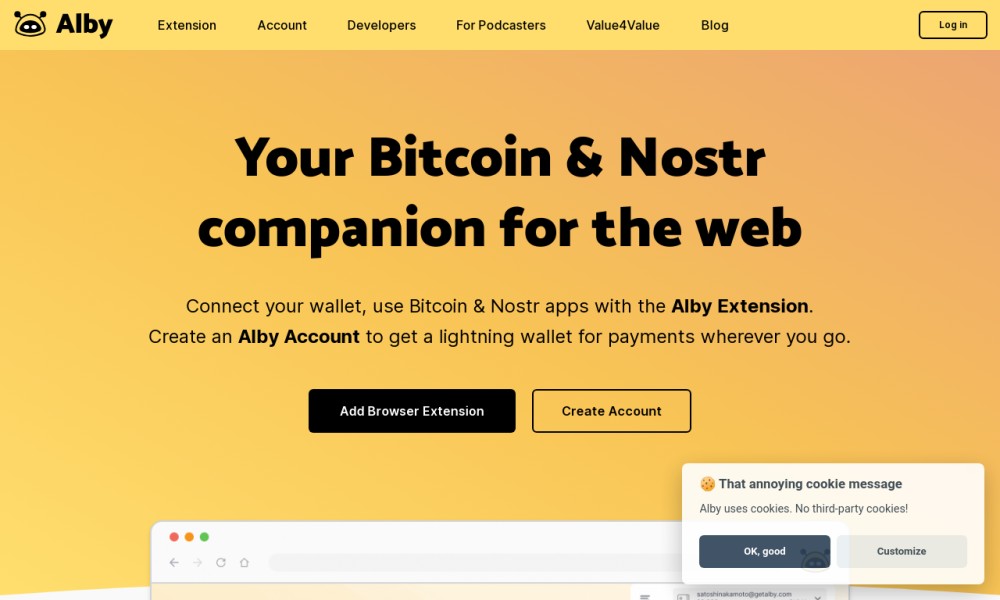 Alby
Extension
Account
Developers
For Podcasters
Value4Value
Blog
Log in
Your Bitcoin & Nostr
companion for the web
Connect your wallet, use Bitcoin & Nostr apps with the Alby Extension.
Create an Alby Account to get a lightning wallet for payments wherever you go.
Add Browser Extension
Create Account
🍪 That annoying cookie message
Alby uses cookies. No third-party cookies!
OK, good
Customize
satoshinakamoto@getalby.com